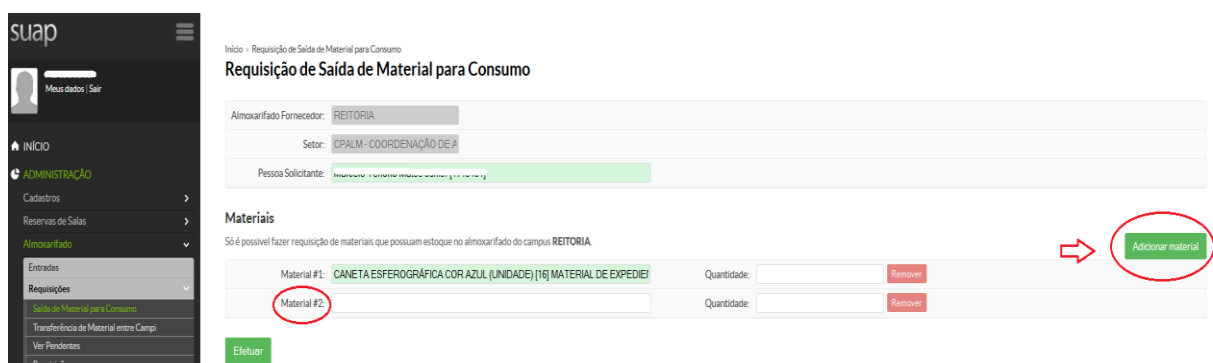 suap
Meus dados | Sair
INÍCIO
ADMINISTRAÇÃO
Cadastros
Reservas de Salas
Almoxarifado
Entradas
Requisições
Saída de Material para Consumo
Transferência de Material entre Campi
Ver Pendentes
Início » Requisição de Saída de Material para Consumo
Requisição de Saída de Material para Consumo
Almoxarifado Fornecedor: REITORIA
Setor: CPALM - COORDENAÇÃO DE A
Pessoa Solicitante:
Materiais
Só é possivel fazer requisição de materiais que possuam estoque no almoxarifado do campus REITORIA.
Adicionar material
Material #1: CANETA ESFEROGRÁFICA COR AZUL (UNIDADE) [16] MATERIAL DE EXPEDIEN Quantidade: Remover
Material #2: Quantidade: Remover
Efetuar